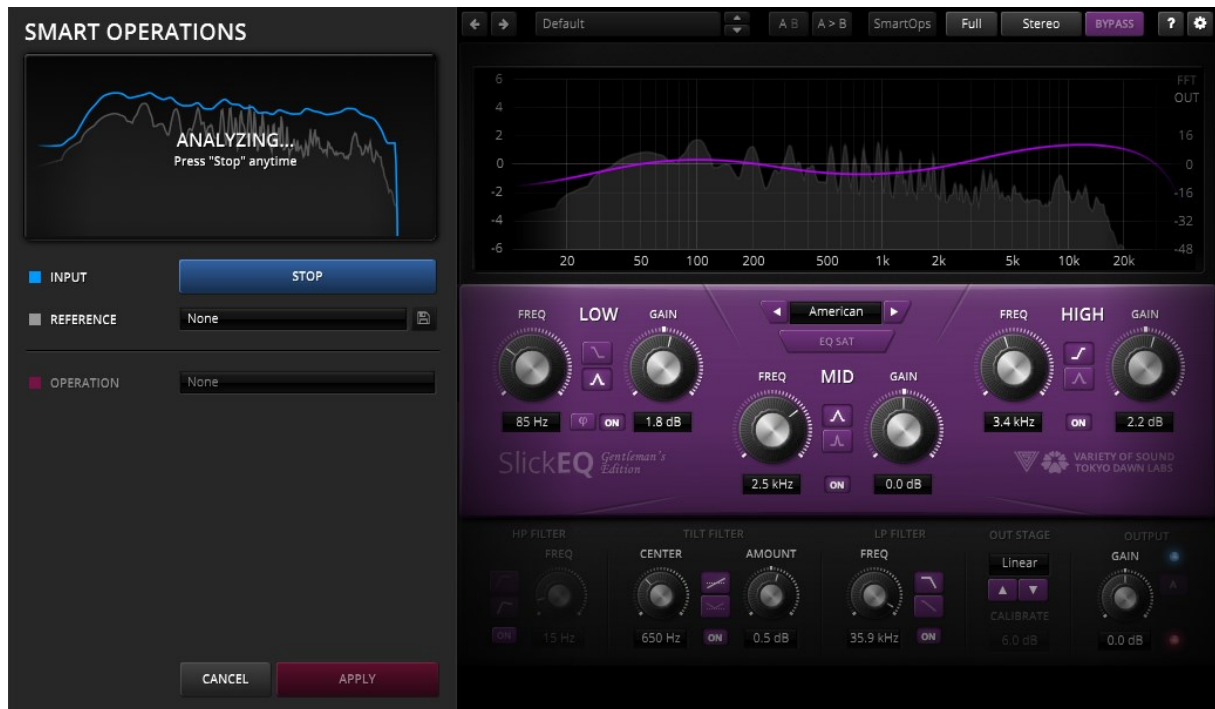 SMART OPERATIONS
Default
A B
A > B
SmartOps
Full
Stereo
BYPASS
?
ANALYZING...
Press "Stop" anytime
INPUT
STOP
REFERENCE
None
OPERATION
None
CANCEL
APPLY
6
4
2
0
-2
-4
-6
FFT
OUT
16
0
-16
-32
-48
20 50 100 200 500 1k 2k 5k 10k 20k
FREQ LOW GAIN
85 Hz φ ON 1.8 dB
American
EQ SAT
FREQ MID GAIN
2.5 kHz ON 0.0 dB
FREQ HIGH GAIN
3.4 kHz ON 2.2 dB
SlickEQ Gentleman's
Edition
VARIETY OF SOUND
TOKYO DAWN LABS
HP FILTER
FREQ
ON 15 Hz
TILT FILTER
CENTER AMOUNT
650 Hz ON 0.5 dB
LP FILTER
FREQ
35.9 kHz ON
OUT STAGE
Linear
CALIBRATE
6.0 dB
OUTPUT
GAIN
A
0.0 dB